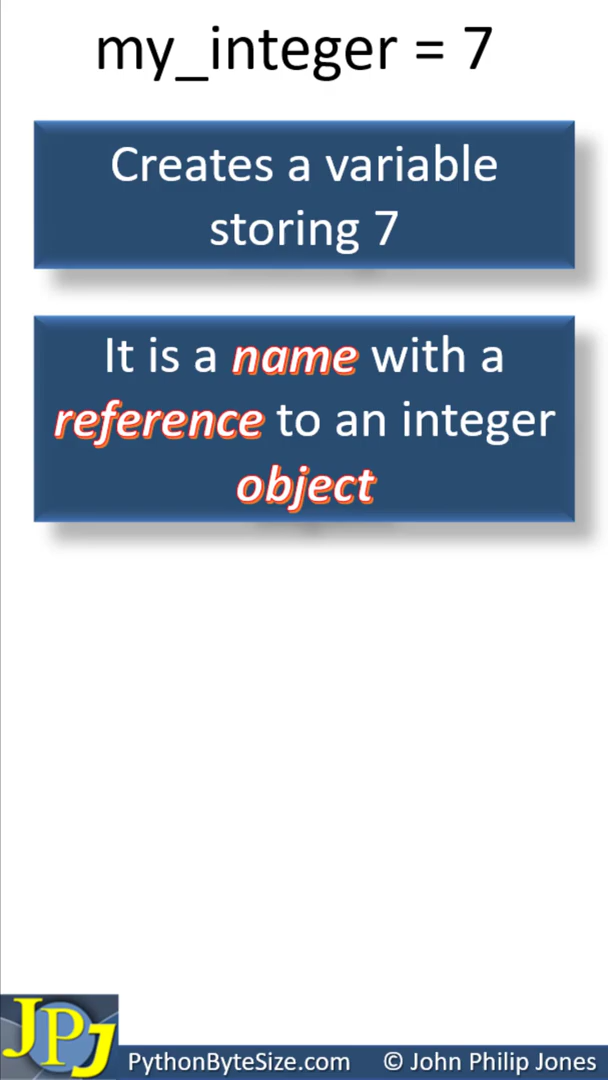 my_integer = 7
Creates a variable
storing 7
It is a name with a
reference to an integer
object
JPJ
PythonByteSize.com © John Philip Jones